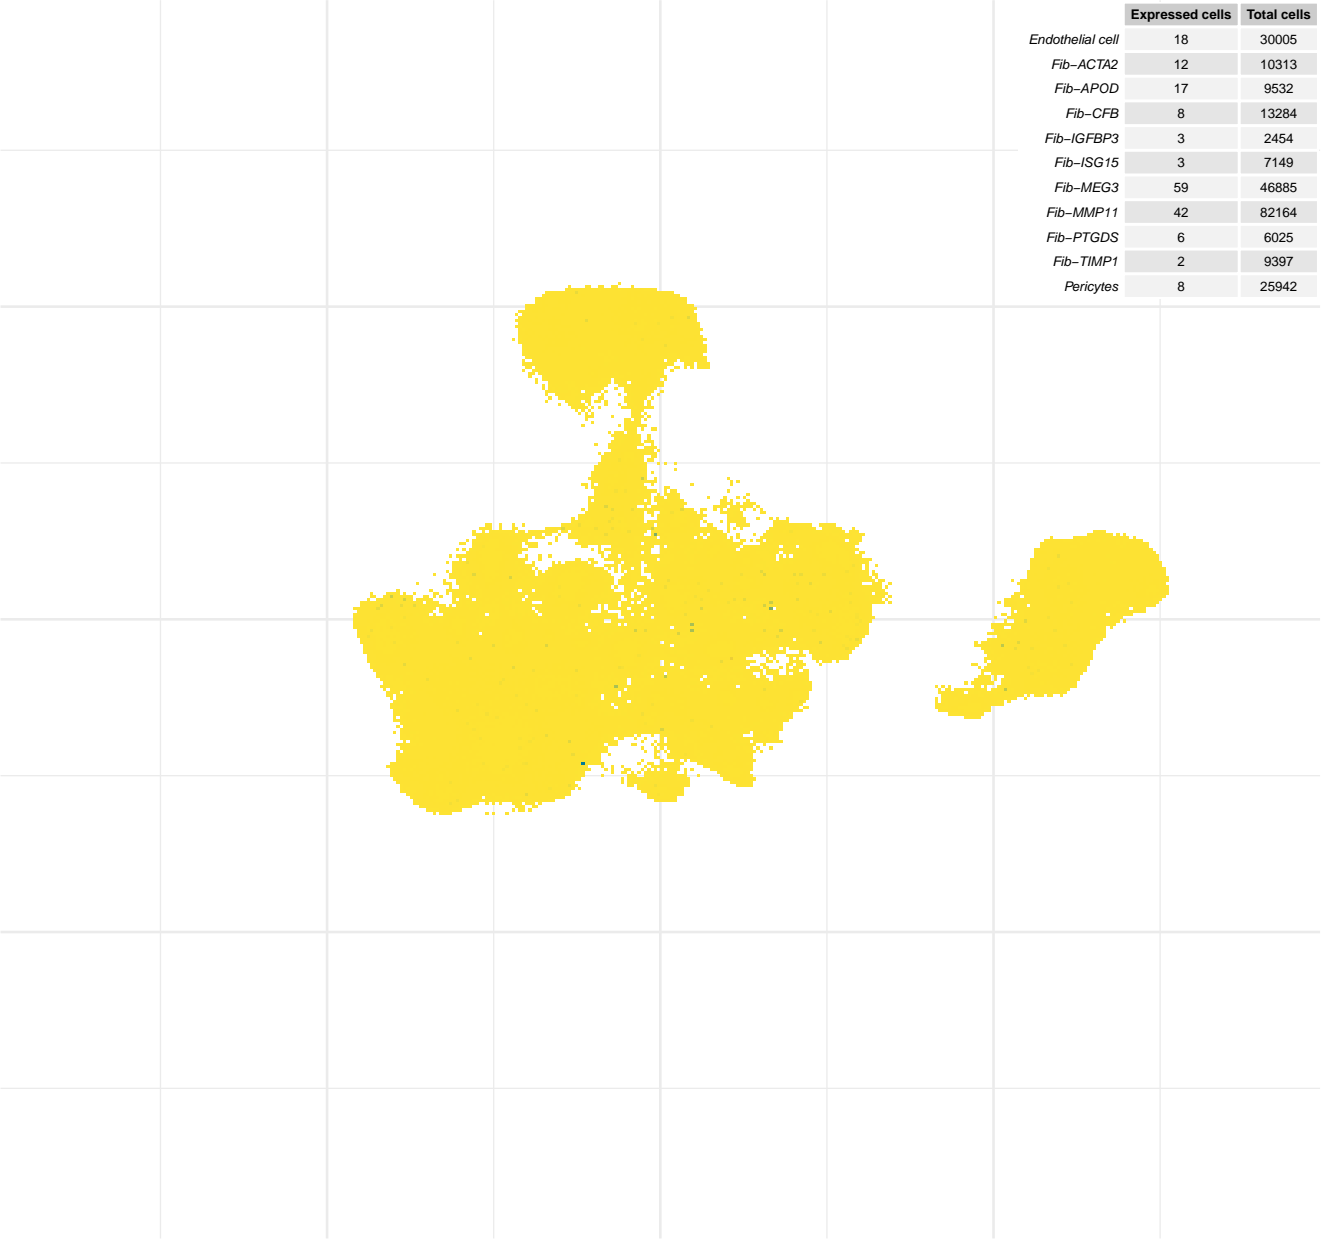 Expressed cells Total cells
Endothelial cell 18 30005
Fib−ACTA2 12 10313
Fib−APOD 17 9532
Fib−CFB 8 13284
Fib−IGFBP3 3 2454
Fib−ISG15 3 7149
Fib−MEG3 59 46885
Fib−MMP11 42 82164
Fib−PTGDS 6 6025
Fib−TIMP1 2 9397
Pericytes 8 25942